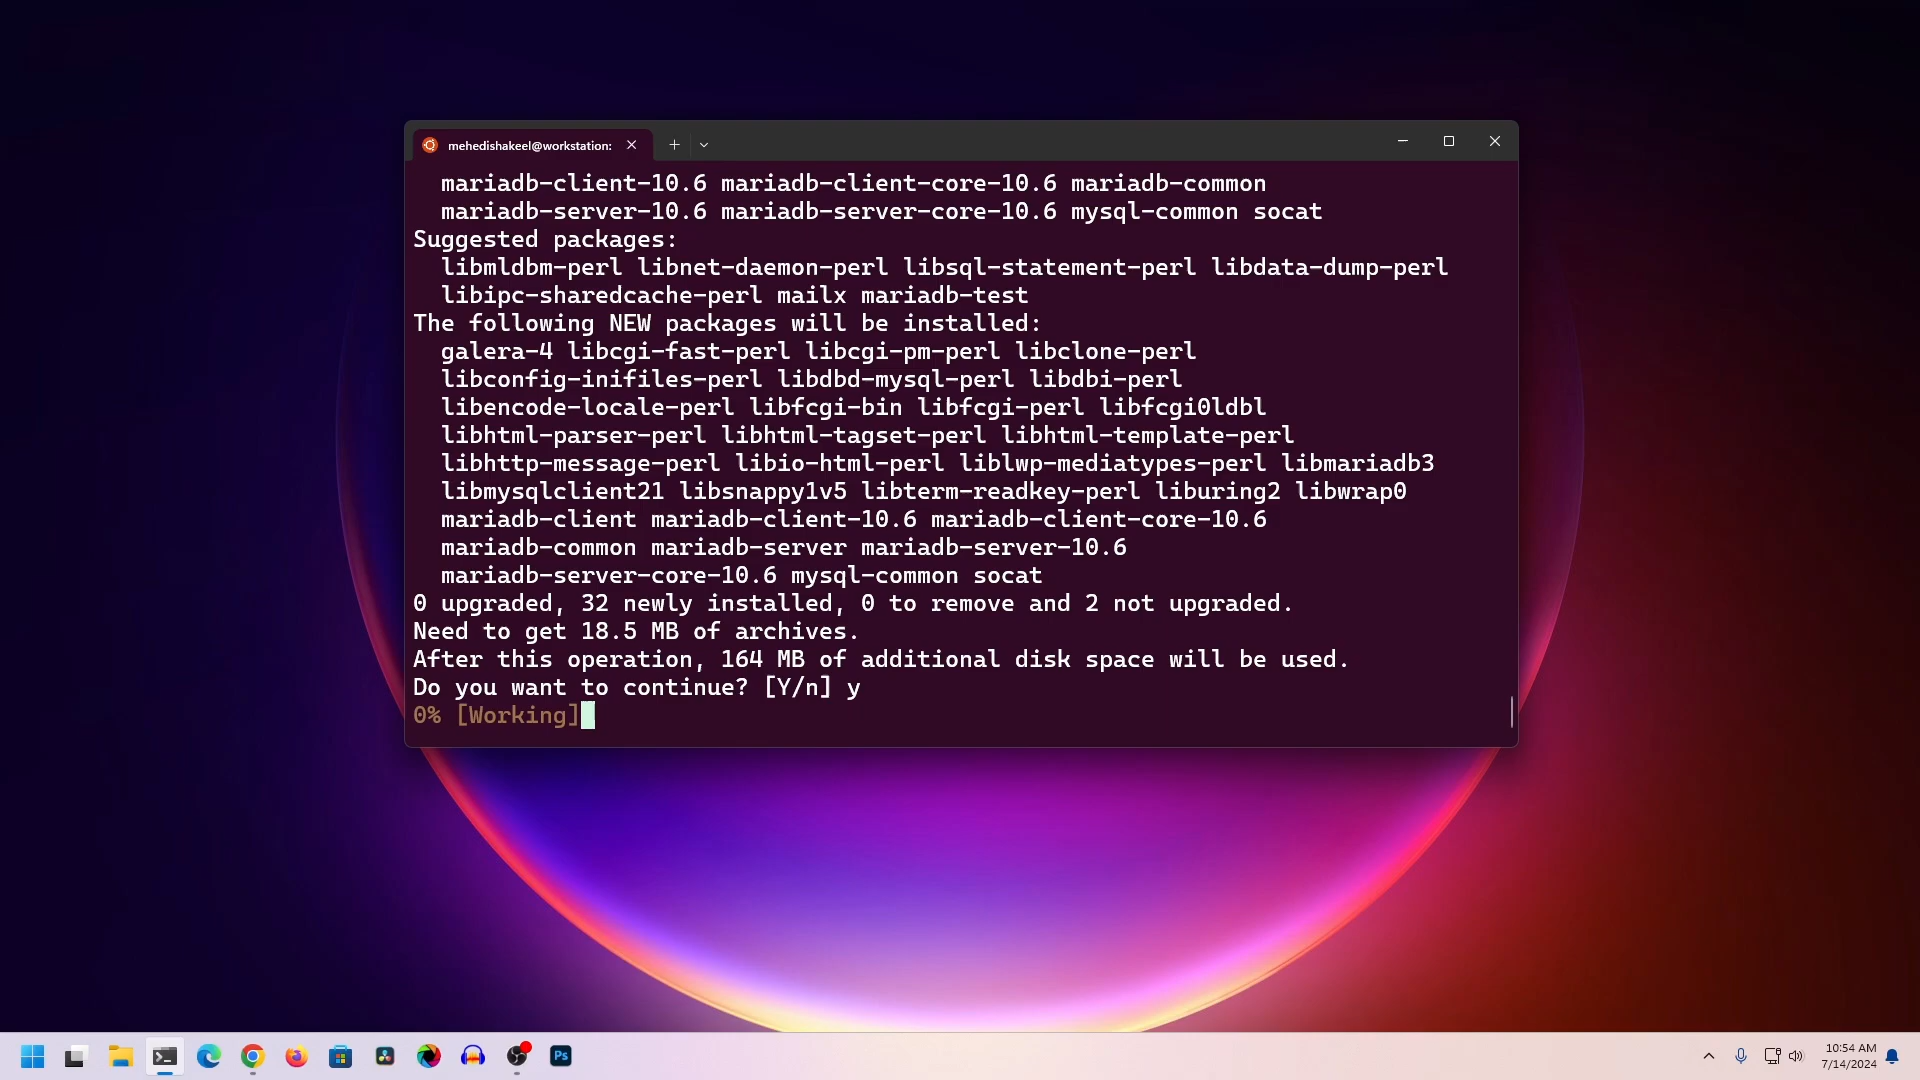 mehedishakeel@workstation:
mariadb-client-10.6 mariadb-client-core-10.6 mariadb-common
mariadb-server-10.6 mariadb-server-core-10.6 mysql-common socat
Suggested packages:
libmldbm-perl libnet-daemon-perl libsql-statement-perl libdata-dump-perl
libipc-sharedcache-perl mailx mariadb-test
The following NEW packages will be installed:
galera-4 libcgi-fast-perl libcgi-pm-perl libclone-perl
libconfig-inifiles-perl libdbd-mysql-perl libdbi-perl
libencode-locale-perl libfcgi-bin libfcgi-perl libfcgi0ldbl
libhtml-parser-perl libhtml-tagset-perl libhtml-template-perl
libhttp-message-perl libio-html-perl liblwp-mediatypes-perl libmariadb3
libmysqlclient21 libsnappy1v5 libterm-readkey-perl liburing2 libwrap0
mariadb-client mariadb-client-10.6 mariadb-client-core-10.6
mariadb-common mariadb-server mariadb-server-10.6
mariadb-server-core-10.6 mysql-common socat
0 upgraded, 32 newly installed, 0 to remove and 2 not upgraded.
Need to get 18.5 MB of archives.
After this operation, 164 MB of additional disk space will be used.
Do you want to continue? [Y/n] y
0% [Working]
Ps
10:54 AM
7/14/2024